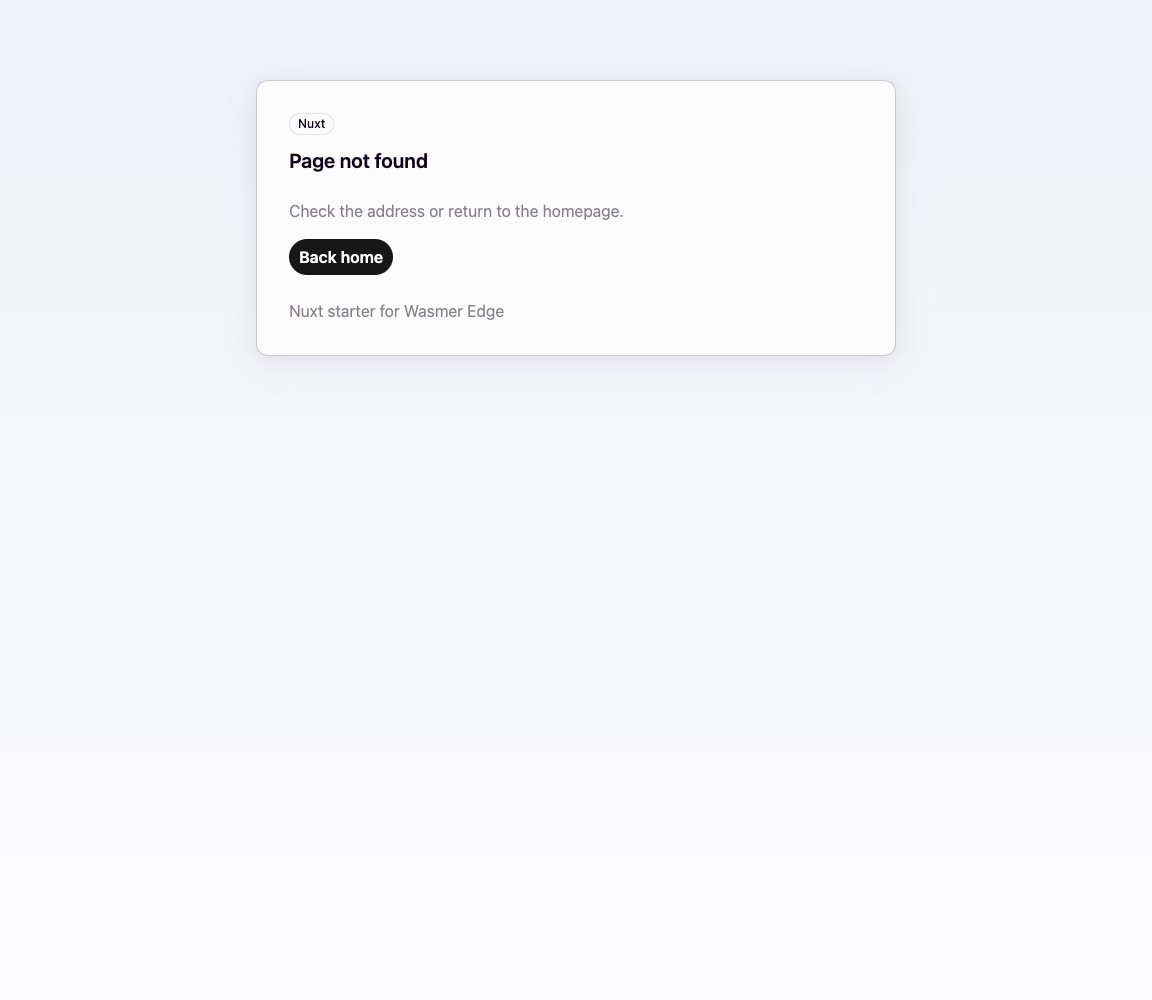 Nuxt
Page not found
Check the address or return to the homepage.
Back home
Nuxt starter for Wasmer Edge